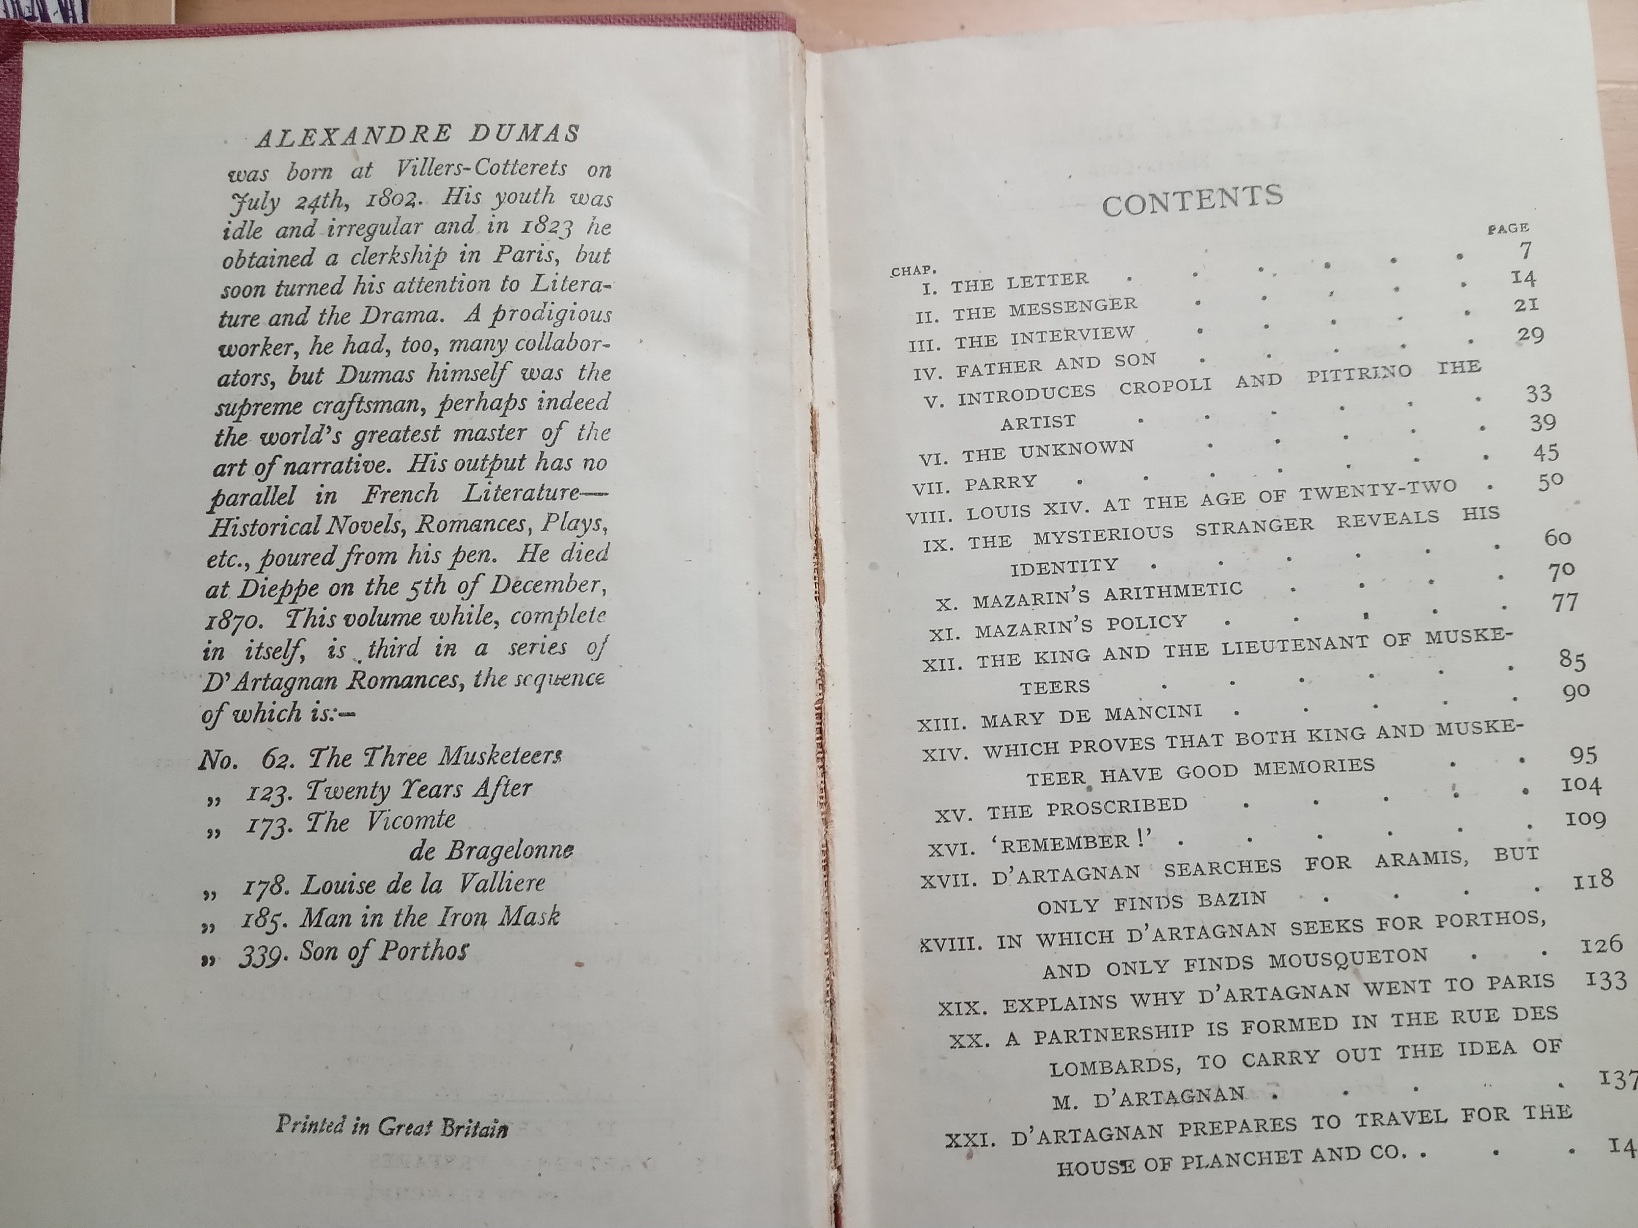 ALEXANDRE DUMAS
was born at Villers-Cotterets on
July 24th, 1802. His youth was
idle and irregular and in 1823 he
obtained a clerkship in Paris, but
soon turned his attention to Litera-
ture and the Drama. A prodigious
worker, he had, too, many collabor-
ators, but Dumas himself was the
supreme craftsman, perhaps indeed
the world's greatest master of the
art of narrative. His output has no
parallel in French Literature—
Historical Novels, Romances, Plays,
etc., poured from his pen. He died
at Dieppe on the 5th of December,
1870. This volume while, complete
in itself, is third in a series of
D'Artagnan Romances, the sequence
of which is:—
No. 62. The Three Musketeers
„ 123. Twenty Years After
„ 173. The Vicomte
de Bragelonne
„ 178. Louise de la Valliere
„ 185. Man in the Iron Mask
„ 339. Son of Porthos
Printed in Great Britain
CONTENTS
CHAP. PAGE
I. THE LETTER . . . . . . 7
II. THE MESSENGER . . . . . 14
III. THE INTERVIEW . . . . . 21
IV. FATHER AND SON . . . . . 29
V. INTRODUCES CROPOLI AND PITTRINO THE
ARTIST . . . . . . 33
VI. THE UNKNOWN . . . . . 39
VII. PARRY . . . . . . . 45
VIII. LOUIS XIV. AT THE AGE OF TWENTY-TWO . 50
IX. THE MYSTERIOUS STRANGER REVEALS HIS
IDENTITY . . . . . . 60
X. MAZARIN'S ARITHMETIC . . . . 70
XI. MAZARIN'S POLICY . . . . . 77
XII. THE KING AND THE LIEUTENANT OF MUSKE-
TEERS . . . . . . 85
XIII. MARY DE MANCINI . . . . . 90
XIV. WHICH PROVES THAT BOTH KING AND MUSKE-
TEER HAVE GOOD MEMORIES . . 95
XV. THE PROSCRIBED . . . . . 104
XVI. 'REMEMBER!' . . . . . . 109
XVII. D'ARTAGNAN SEARCHES FOR ARAMIS, BUT
ONLY FINDS BAZIN . . . . 118
XVIII. IN WHICH D'ARTAGNAN SEEKS FOR PORTHOS,
AND ONLY FINDS MOUSQUETON . . 126
XIX. EXPLAINS WHY D'ARTAGNAN WENT TO PARIS 133
XX. A PARTNERSHIP IS FORMED IN THE RUE DES
LOMBARDS, TO CARRY OUT THE IDEA OF
M. D'ARTAGNAN . . . . . 137
XXI. D'ARTAGNAN PREPARES TO TRAVEL FOR THE
HOUSE OF PLANCHET AND CO. . . .